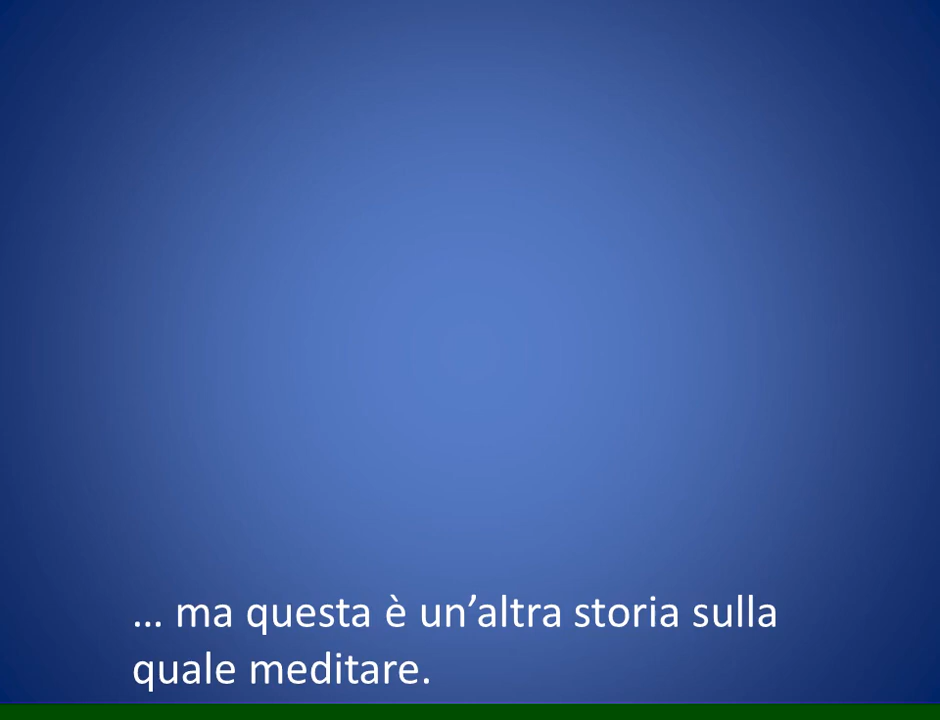 … ma questa è un’altra storia sulla
quale meditare.